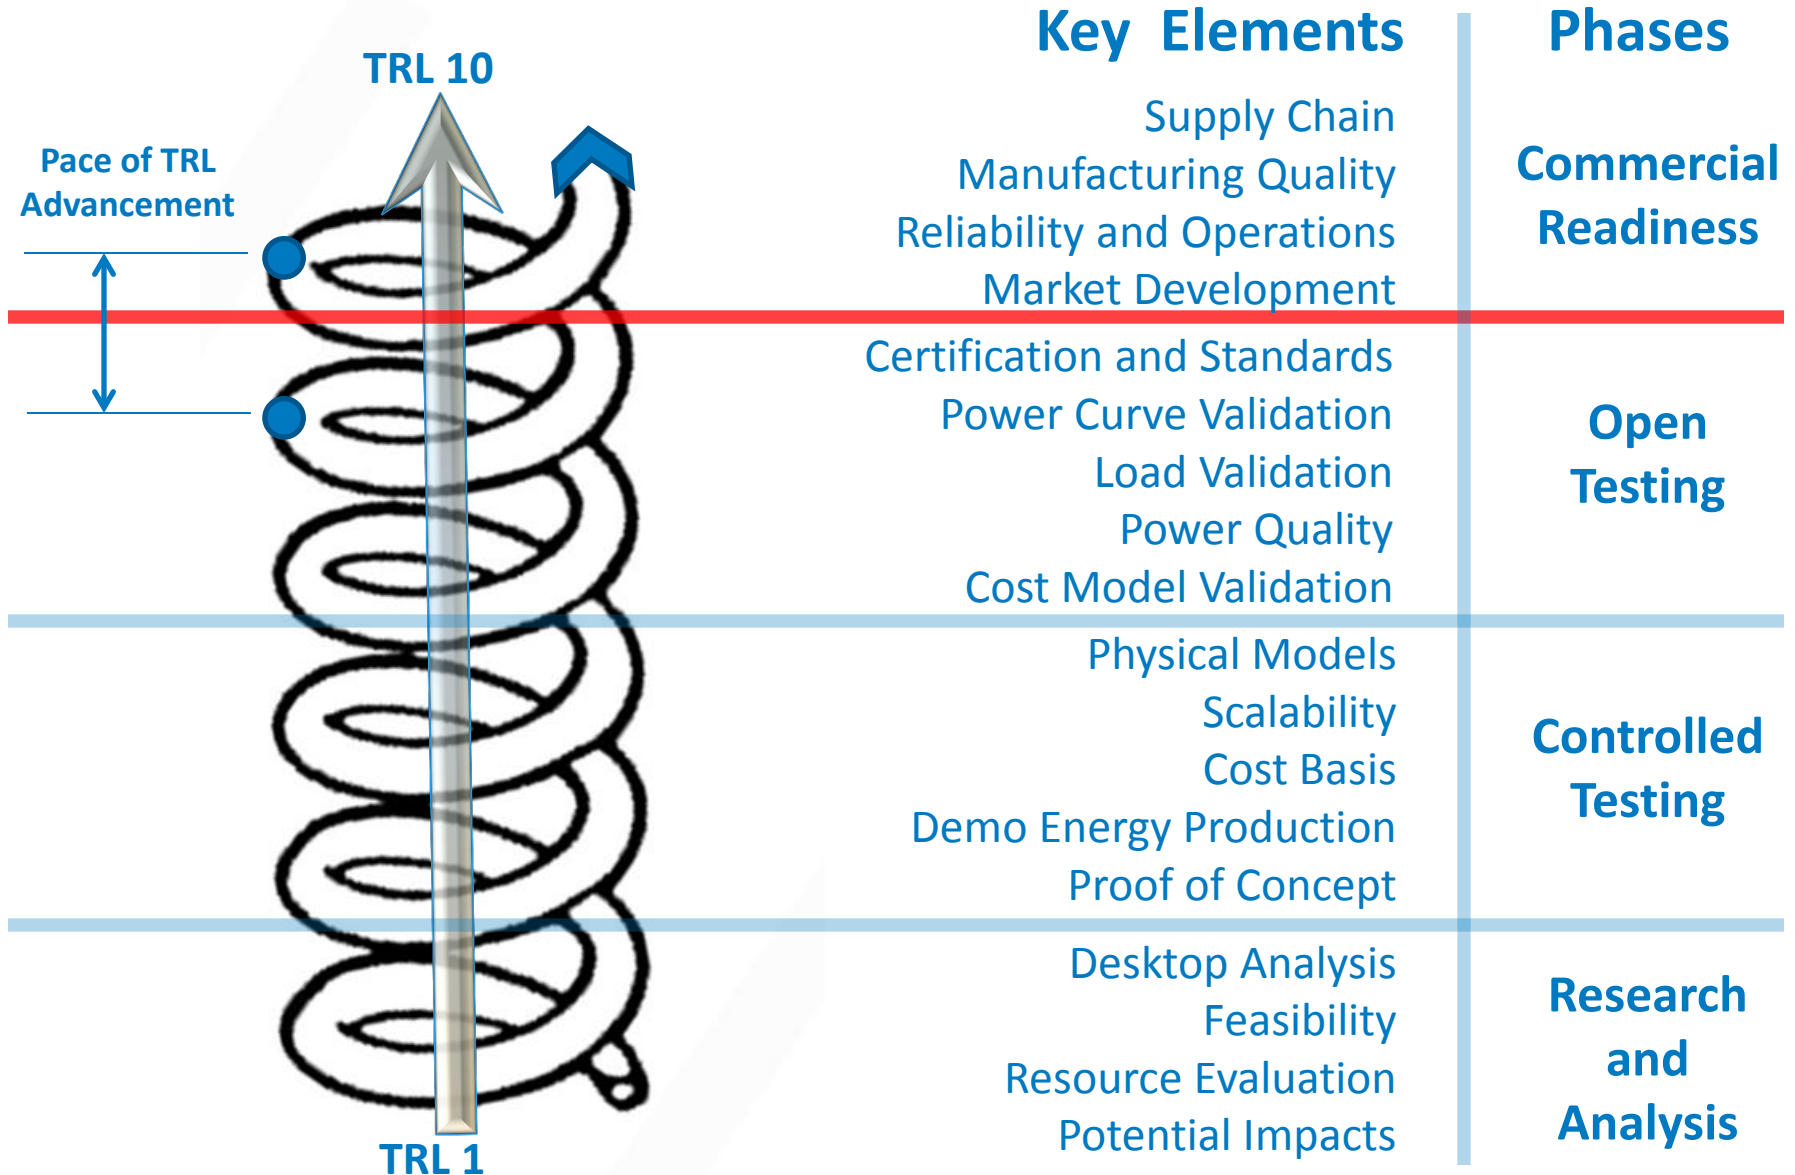 Key Elements
Phases
TRL 10
Pace of TRL
Advancement
Supply Chain
Manufacturing Quality
Reliability and Operations
Market Development
Commercial
Readiness
Certification and Standards
Power Curve Validation
Load Validation
Power Quality
Cost Model Validation
Open
Testing
Physical Models
Scalability
Cost Basis
Demo Energy Production
Proof of Concept
Controlled
Testing
Desktop Analysis
Feasibility
Resource Evaluation
Potential Impacts
Research
and
Analysis
TRL 1